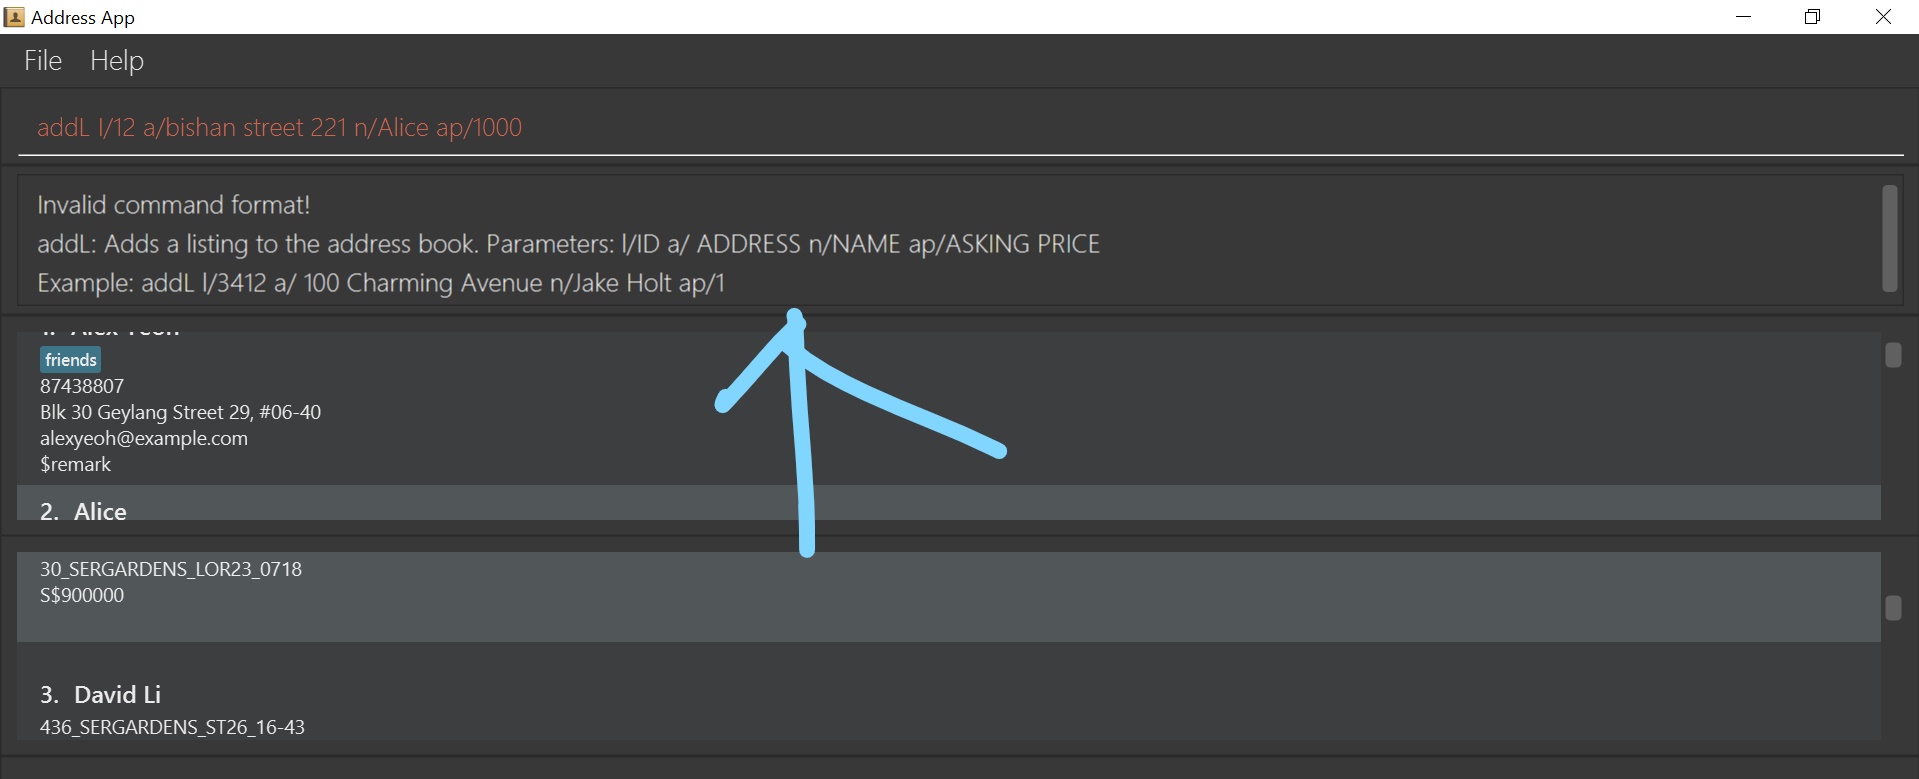 Address App
File Help
addL l/12 a/bishan street 221 n/Alice ap/1000
Invalid command format!
addL: Adds a listing to the address book. Parameters: l/ID a/ ADDRESS n/NAME ap/ASKING PRICE
Example: addL l/3412 a/ 100 Charming Avenue n/Jake Holt ap/1
1. Alex Yeoh
friends
87438807
Blk 30 Geylang Street 29, #06-40
alexyeoh@example.com
$remark
2. Alice
30_SERGARDENS_LOR23_0718
S$900000
3. David Li
436_SERGARDENS_ST26_16-43